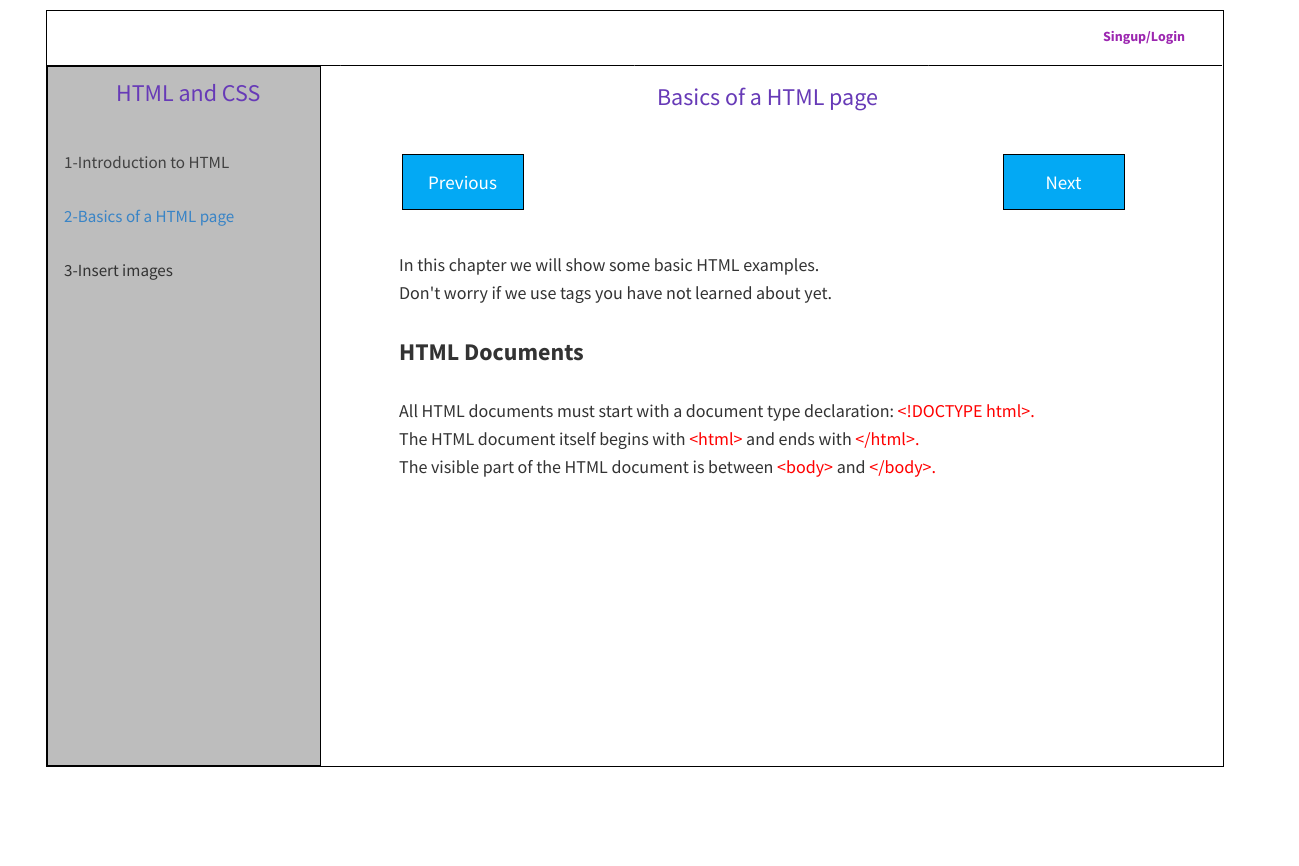 Singup/Login
HTML and CSS
1-Introduction to HTML
2-Basics of a HTML page
3-Insert images
Basics of a HTML page
Previous
Next
In this chapter we will show some basic HTML examples.
Don't worry if we use tags you have not learned about yet.
HTML Documents
All HTML documents must start with a document type declaration: <!DOCTYPE html>.
The HTML document itself begins with <html> and ends with </html>.
The visible part of the HTML document is between <body> and </body>.